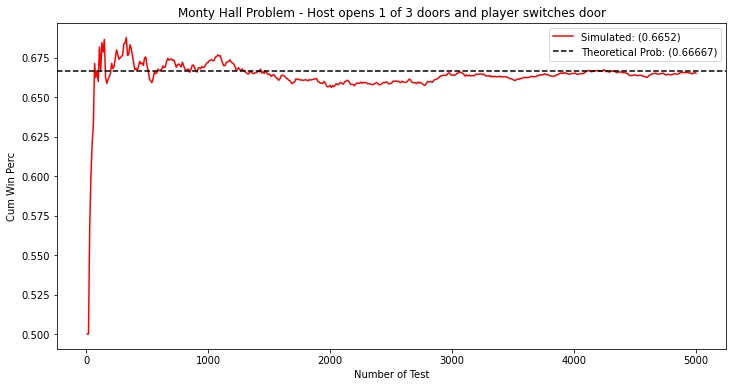 Monty Hall Problem - Host opens 1 of 3 doors and player switches door
Simulated: (0.6652)
Theoretical Prob: (0.66667)
Cum Win Perc
0.675
0.650
0.625
0.600
0.575
0.550
0.525
0.500
0
1000
2000
3000
4000
5000
Number of Test